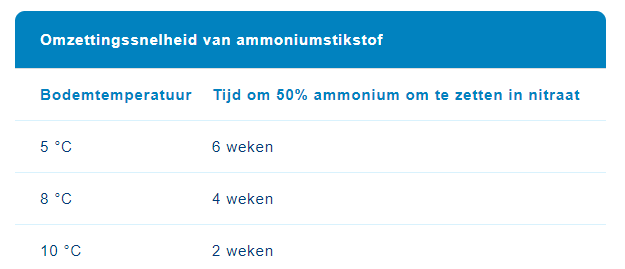 Omzettingssnelheid van ammoniumstikstof
Bodemtemperatuur Tijd om 50% ammonium om te zetten in nitraat
5 °C 6 weken
8 °C 4 weken
10 °C 2 weken